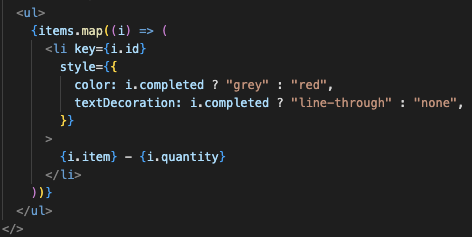 <ul>
{items.map((i) => (
<li key={i.id}
style={{
color: i.completed ? "grey" : "red",
textDecoration: i.completed ? "line-through" : "none",
}}
>
{i.item} - {i.quantity}
</li>
))}
</ul>
</>